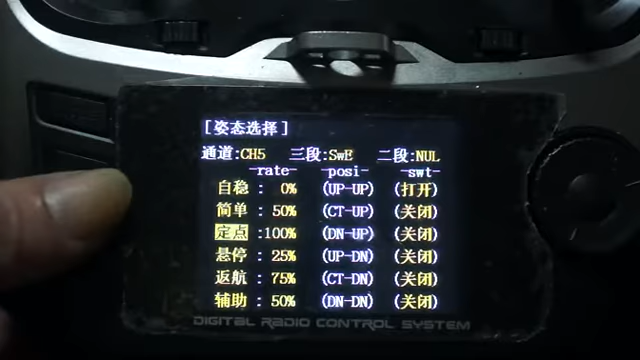 [姿态选择]
通道:CH5 三段:SwE 二段:NUL
-rate- -posi- -swt-
自稳 : 0% (UP-UP) (打开)
简单 : 50% (CT-UP) (关闭)
定点 :100% (DN-UP) (关闭)
悬停 : 25% (UP-DN) (关闭)
返航 : 75% (CT-DN) (关闭)
辅助 : 50% (DN-DN) (关闭)
DIGITAL RADIO CONTROL SYSTEM